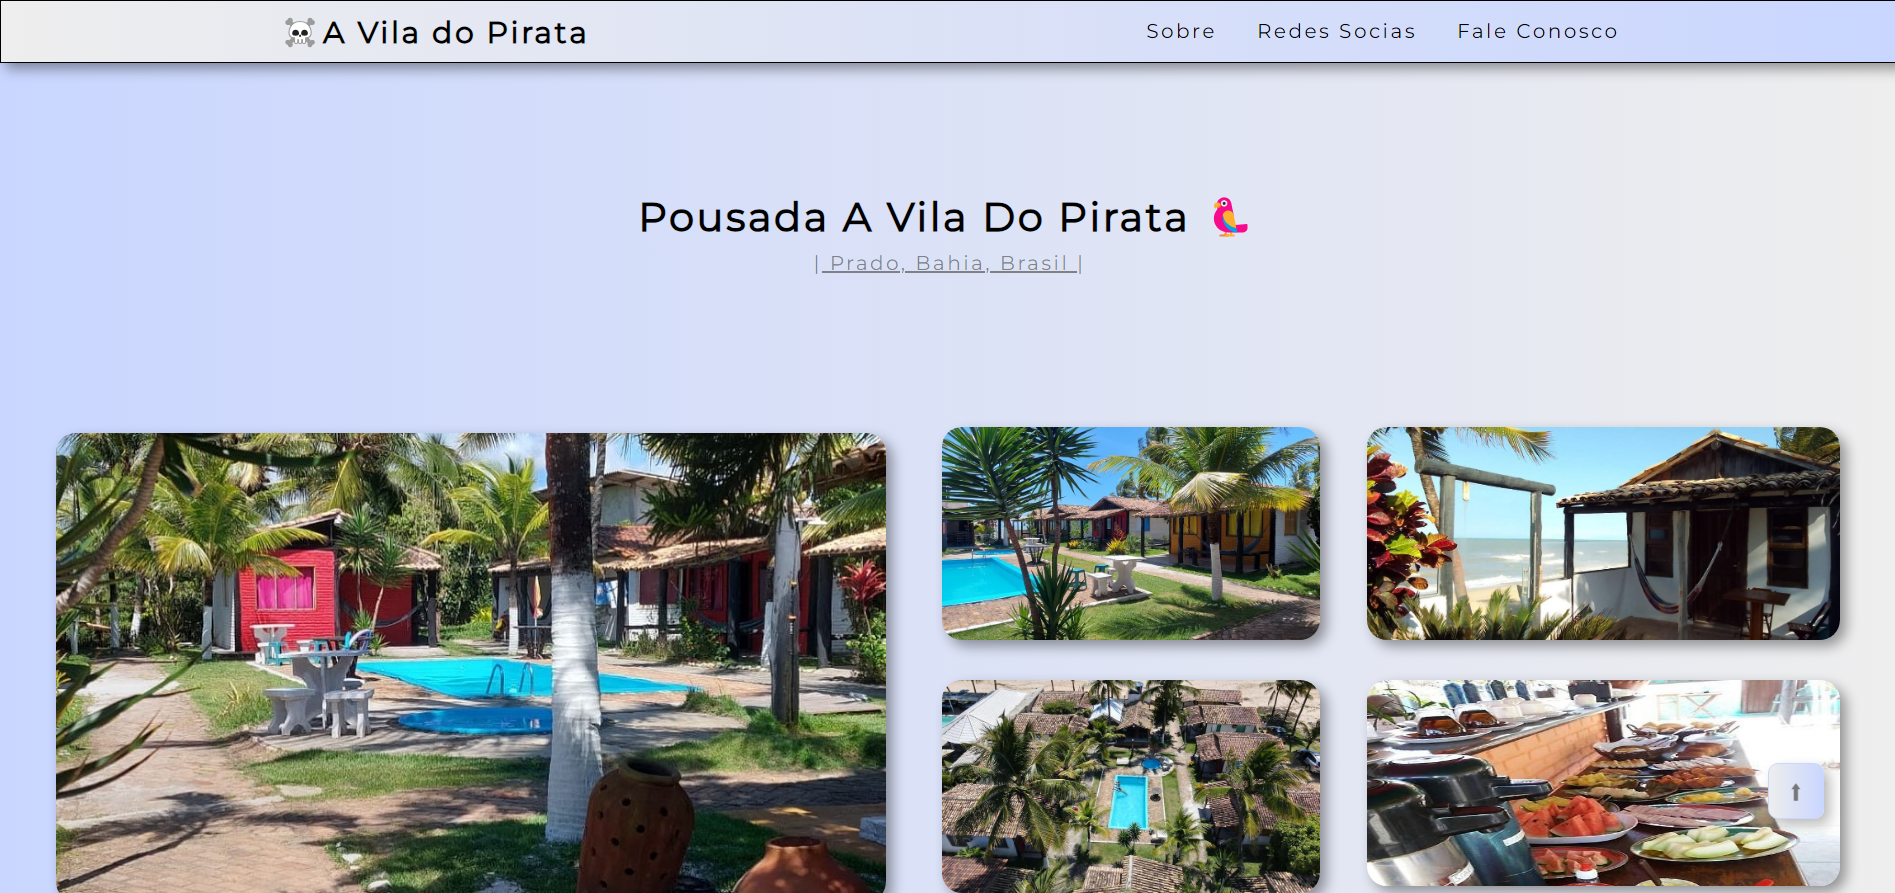 ☠️A Vila do Pirata
Sobre Redes Socias Fale Conosco
Pousada A Vila Do Pirata 🦜
| Prado, Bahia, Brasil |
⬆